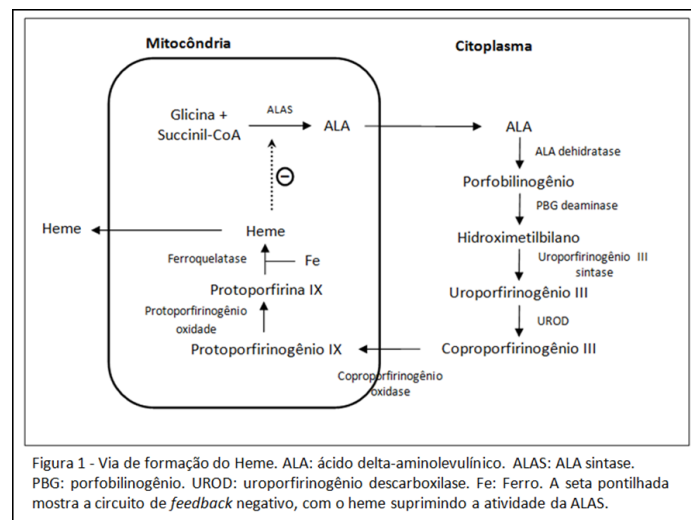 Mitocôndria
Citoplasma
Glicina +
Succinil-CoA
ALAS
ALA
ALA
ALA dehidratase
Porfobilinogênio
PBG deaminase
Hidroximetilbilano
Uroporfirinogênio III
sintase
Uroporfirinogênio III
UROD
Coproporfirinogênio III
Coproporfirinogênio
oxidase
Protoporfirinogênio IX
Protoporfirinogênio
oxidade
Protoporfirina IX
Ferroquelatase
Fe
Heme
Heme
Figura 1 - Via de formação do Heme. ALA: ácido delta-aminolevulínico. ALAS: ALA sintase.
PBG: porfobilinogênio. UROD: uroporfirinogênio descarboxilase. Fe: Ferro. A seta pontilhada
mostra a circuito de feedback negativo, com o heme suprimindo a atividade da ALAS.